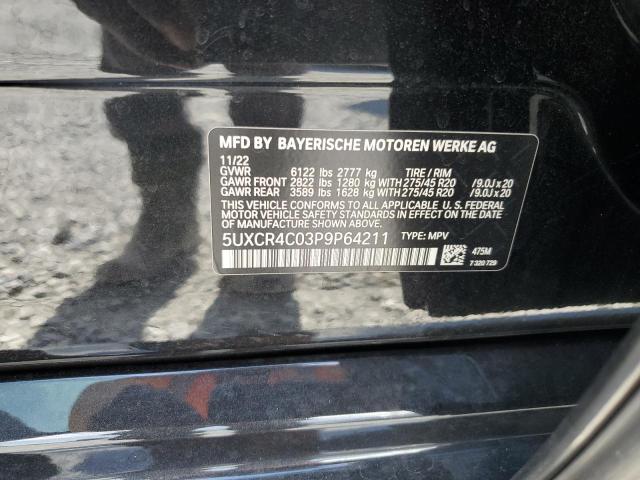 MFD BY BAYERISCHE MOTOREN WERKE AG
11/22
GVWR 6122 lbs 2777 kg TIRE / RIM
GAWR FRONT 2822 lbs 1280 kg WITH 275/45 R20 /9.0J x 20
GAWR REAR 3589 lbs 1628 kg WITH 275/45 R20 /9.0J x 20
THIS VEHICLE CONFORMS TO ALL APPLICABLE U.S. FEDERAL
MOTOR VEHICLE SAFETY STANDARDS IN EFFECT ON THE
DATE OF MANUFACTURE SHOWN ABOVE.
5UXCR4C03P9P64211 TYPE: MPV
475M
7 320 729